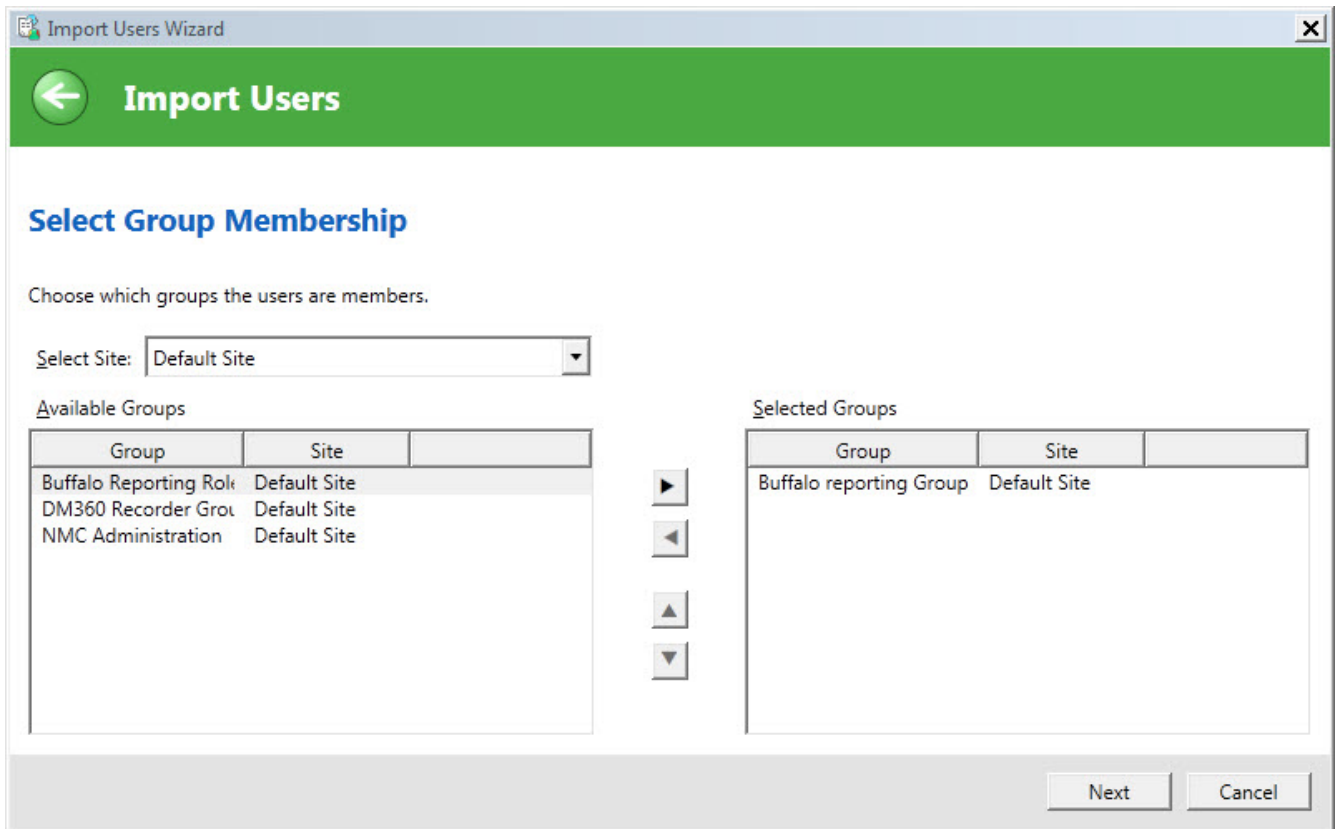 Import Users Wizard
Import Users
Select Group Membership
Choose which groups the users are members.
Select Site: Default Site
Available Groups Selected Groups
Group Site Group Site
Buffalo Reporting Role Default Site Buffalo reporting Group Default Site
DM360 Recorder Grou Default Site
NMC Administration Default Site
Next Cancel